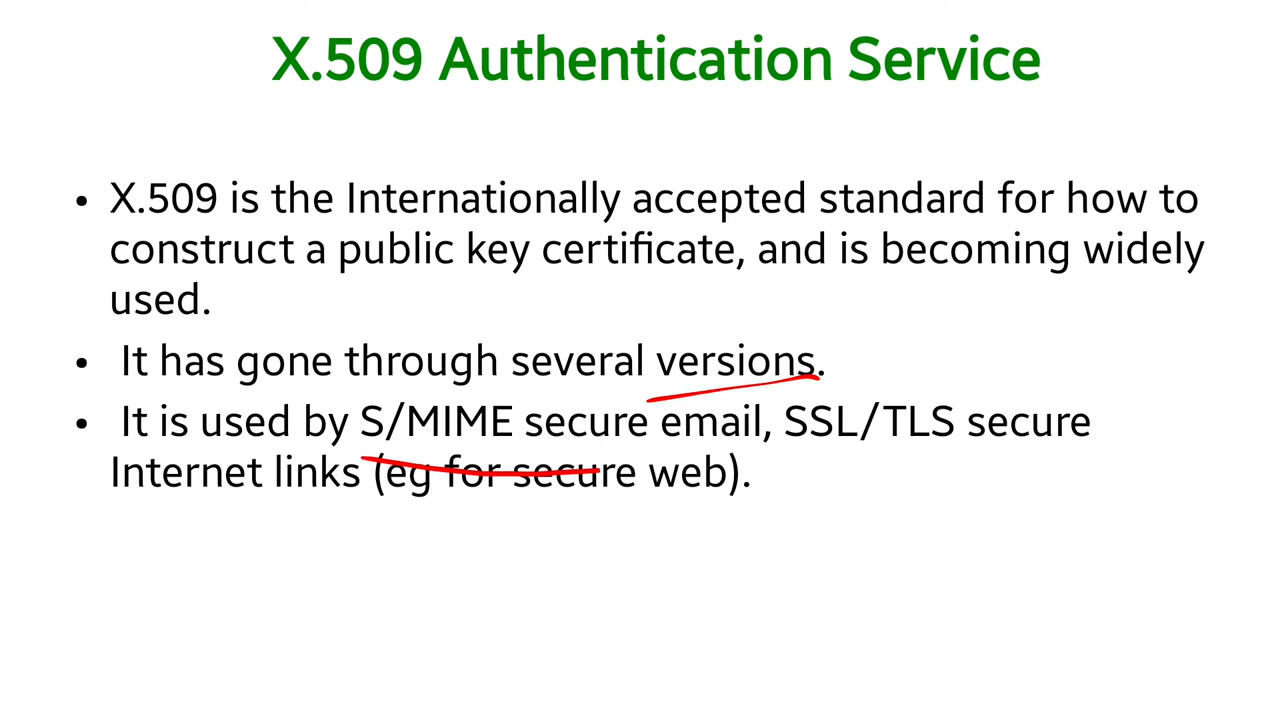 X.509 Authentication Service
• X.509 is the Internationally accepted standard for how to
construct a public key certificate, and is becoming widely
used.
• It has gone through several versions.
• It is used by S/MIME secure email, SSL/TLS secure
Internet links (eg for secure web).